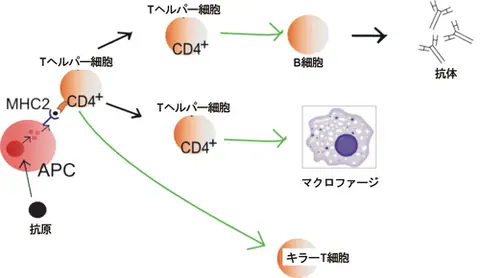 Tヘルパー細胞
CD4+
B細胞
抗体
Tヘルパー細胞
CD4+
MHC2
APC
抗原
Tヘルパー細胞
CD4+
マクロファージ
キラーT細胞